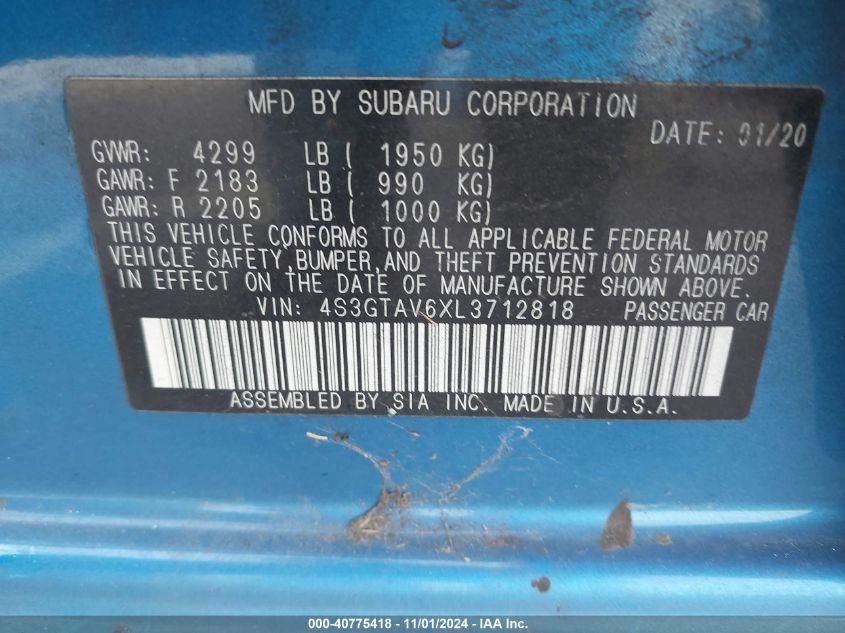 MFD BY SUBARU CORPORATION
DATE: 01/20
GVWR: 4299 LB ( 1950 KG)
GAWR: F 2183 LB ( 990 KG)
GAWR: R 2205 LB ( 1000 KG)
THIS VEHICLE CONFORMS TO ALL APPLICABLE FEDERAL MOTOR
VEHICLE SAFETY,BUMPER,AND THEFT PREVENTION STANDARDS
IN EFFECT ON THE DATE OF MANUFACTURE SHOWN ABOVE.
VIN: 4S3GTAV6XL3712818 PASSENGER CAR
ASSEMBLED BY SIA INC. MADE IN U.S.A.
000-40775418 - 11/01/2024 - IAA Inc.